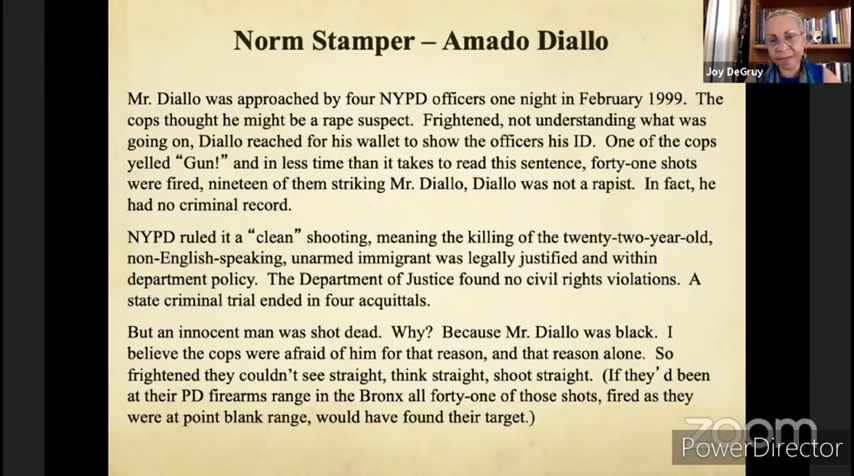 Norm Stamper – Amado Diallo
Joy DeGruy
Mr. Diallo was approached by four NYPD officers one night in February 1999. The
cops thought he might be a rape suspect. Frightened, not understanding what was
going on, Diallo reached for his wallet to show the officers his ID. One of the cops
yelled “Gun!” and in less time than it takes to read this sentence, forty-one shots
were fired, nineteen of them striking Mr. Diallo, Diallo was not a rapist. In fact, he
had no criminal record.
NYPD ruled it a “clean” shooting, meaning the killing of the twenty-two-year-old,
non-English-speaking, unarmed immigrant was legally justified and within
department policy. The Department of Justice found no civil rights violations. A
state criminal trial ended in four acquittals.
But an innocent man was shot dead. Why? Because Mr. Diallo was black. I
believe the cops were afraid of him for that reason, and that reason alone. So
frightened they couldn’t see straight, think straight, shoot straight. (If they’d been
at their PD firearms range in the Bronx all forty-one of those shots, fired as they
were at point blank range, would have found their target.)
zoom
PowerDirector